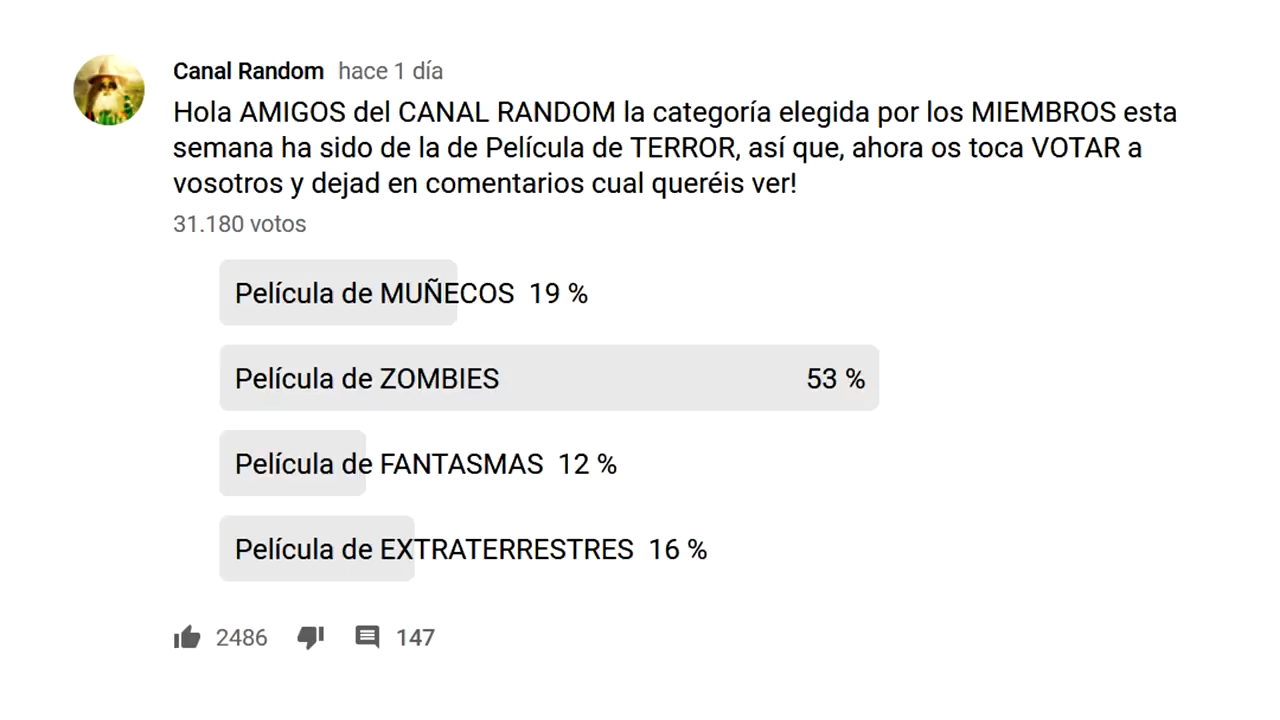 Canal Random hace 1 día
Hola AMIGOS del CANAL RANDOM la categoría elegida por los MIEMBROS esta
semana ha sido de la de Película de TERROR, así que, ahora os toca VOTAR a
vosotros y dejad en comentarios cual queréis ver!
31.180 votos
Película de MUÑECOS 19 %
Película de ZOMBIES 53 %
Película de FANTASMAS 12 %
Película de EXTRATERRESTRES 16 %
2486 147